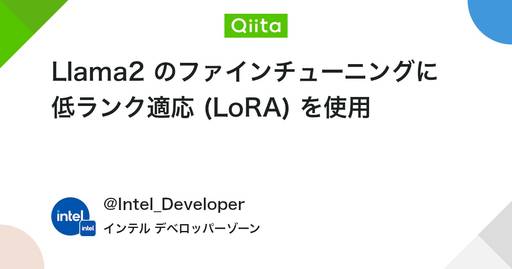 Qiita
Llama2 のファインチューニングに
低ランク適応 (LoRA) を使用
@Intel_Developer
インテル デベロッパーゾーン
intel
intel